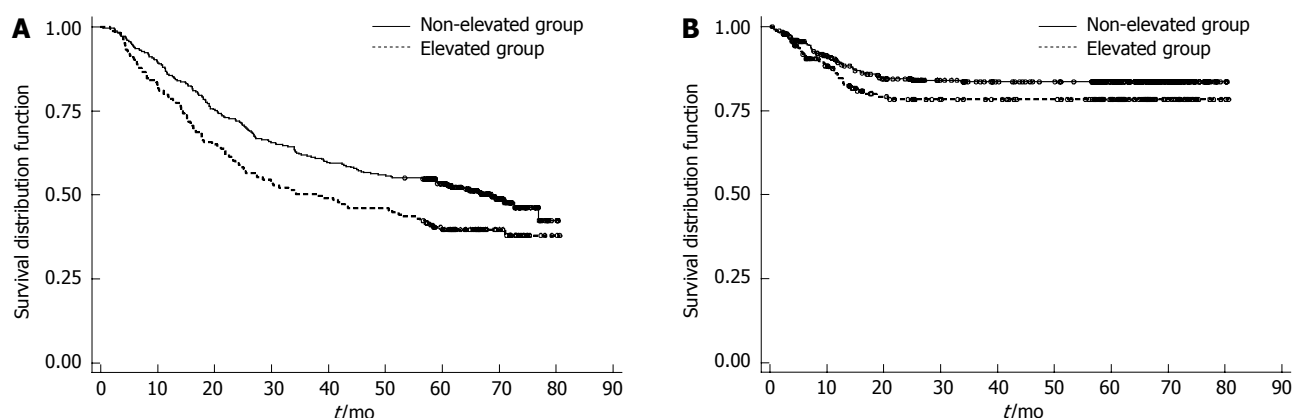 A
Non-elevated group
Elevated group
Survival distribution function
1.00
0.75
0.50
0.25
0.00
0 10 20 30 40 50 60 70 80 90
t/mo
B
Non-elevated group
Elevated group
Survival distribution function
1.00
0.75
0.50
0.25
0.00
0 10 20 30 40 50 60 70 80 90
t/mo